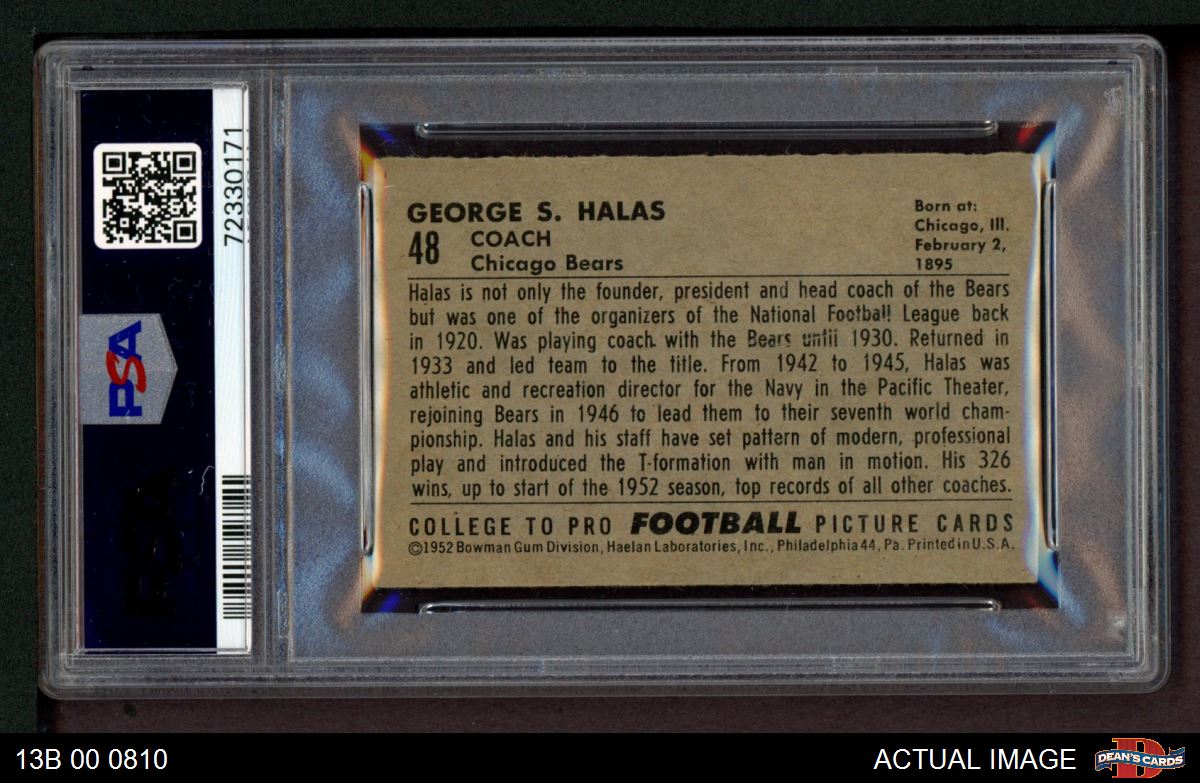 72330171
PSA
GEORGE S. HALAS
48 COACH
Chicago Bears
Born at:
Chicago, Ill.
February 2,
1895
Halas is not only the founder, president and head coach of the Bears
but was one of the organizers of the National Football League back
in 1920. Was playing coach with the Bears until 1930. Returned in
1933 and led team to the title. From 1942 to 1945, Halas was
athletic and recreation director for the Navy in the Pacific Theater,
rejoining Bears in 1946 to lead them to their seventh world cham-
pionship. Halas and his staff have set pattern of modern, professional
play and introduced the T-formation with man in motion. His 326
wins, up to start of the 1952 season, top records of all other coaches.
COLLEGE TO PRO FOOTBALL PICTURE CARDS
©1952 Bowman Gum Division, Haelan Laboratories, Inc., Philadelphia 44, Pa. Printed in U.S.A.
13B 00 0810
ACTUAL IMAGE
DEAN'S CARDS